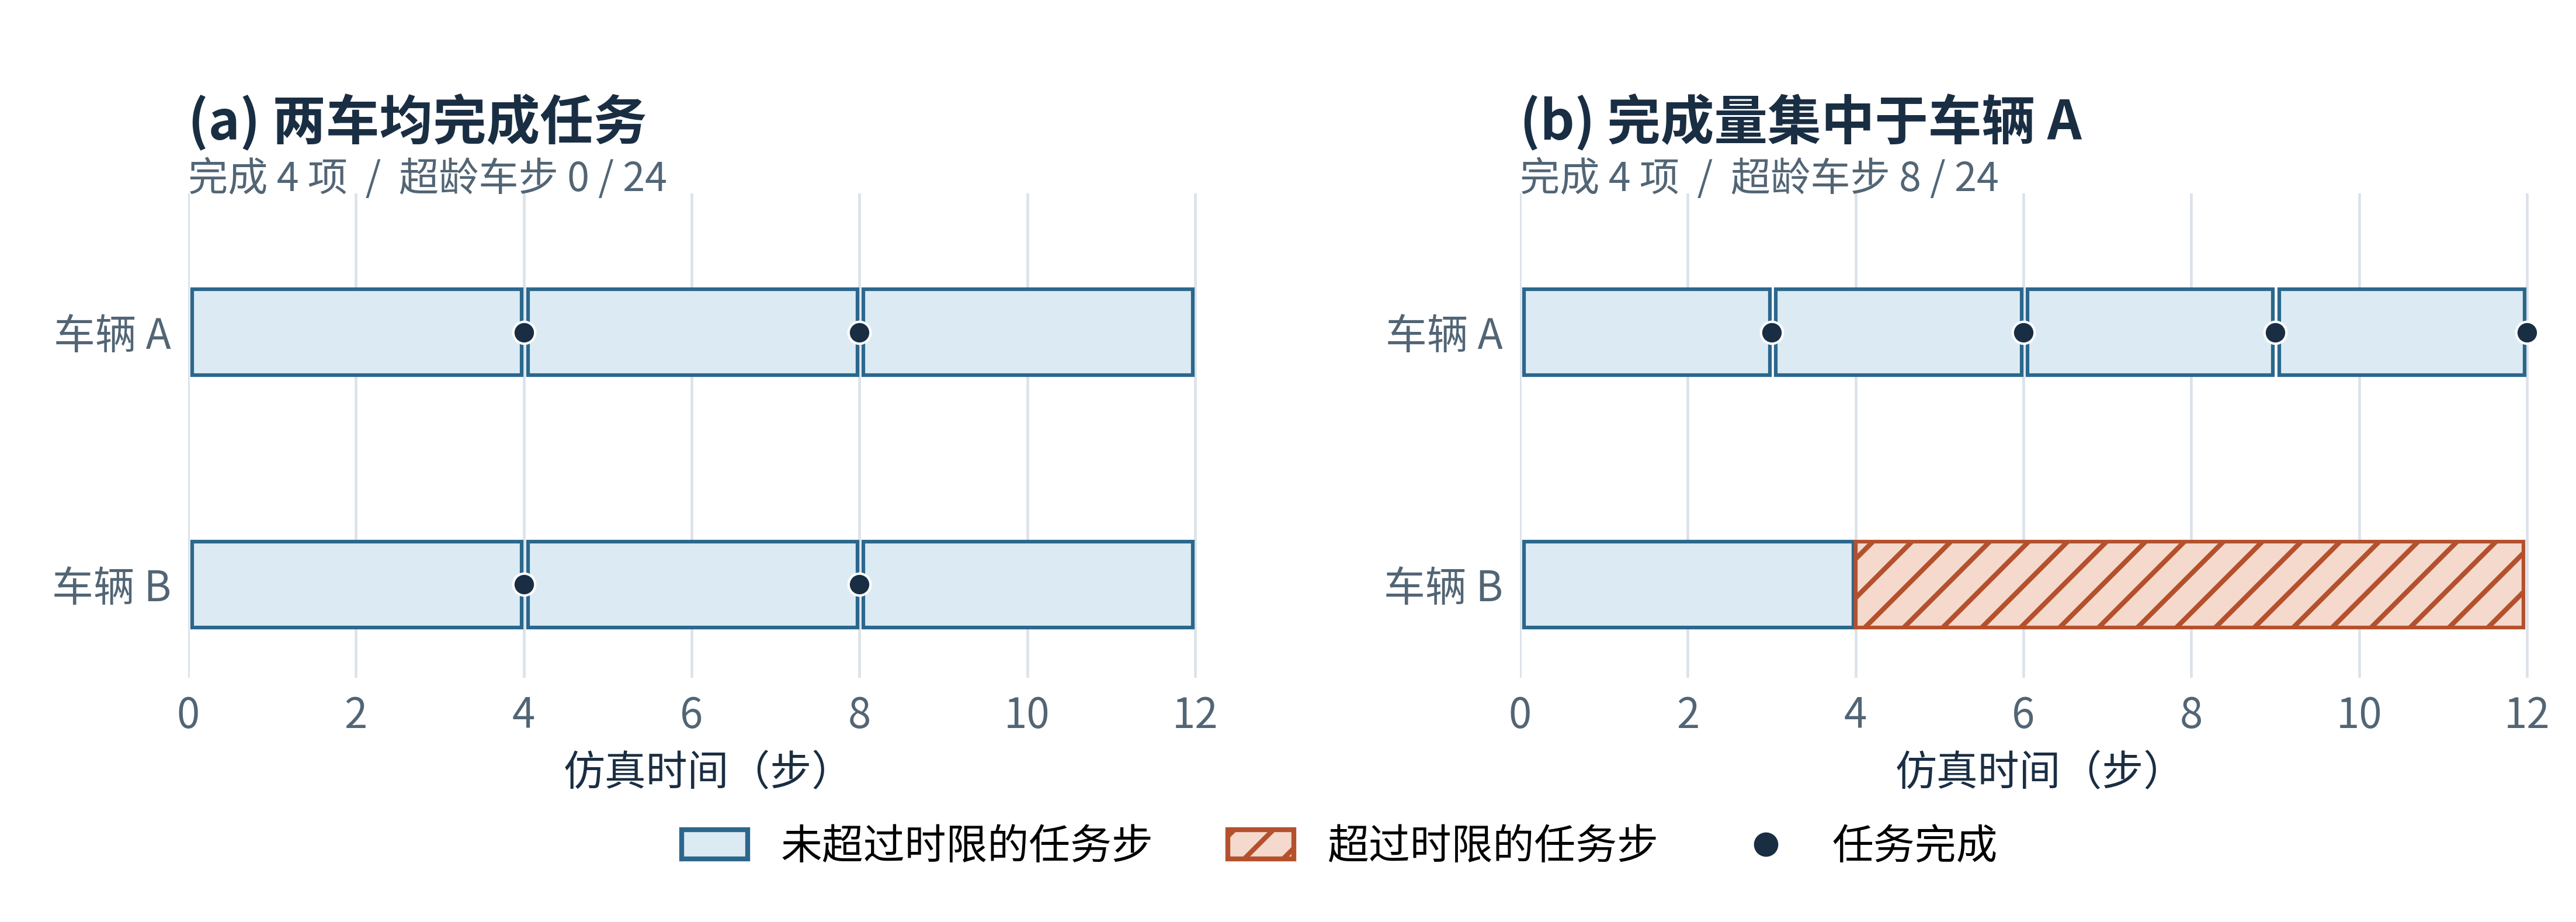 (a) 两车均完成任务
完成 4 项 / 超龄车步 0 / 24
车辆 A
车辆 B
0 2 4 6 8 10 12
仿真时间（步）
(b) 完成量集中于车辆 A
完成 4 项 / 超龄车步 8 / 24
车辆 A
车辆 B
0 2 4 6 8 10 12
仿真时间（步）
未超过时限的任务步 超过时限的任务步 任务完成